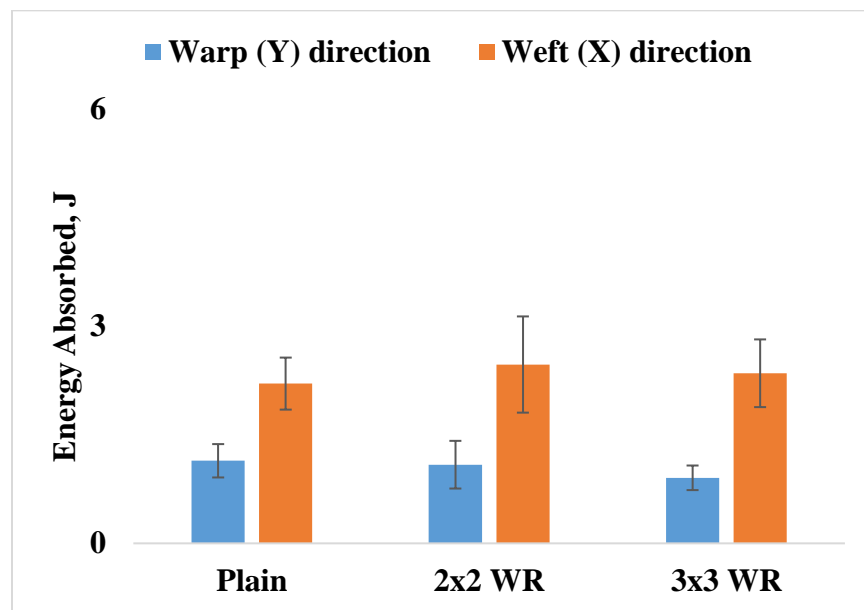 Warp (Y) direction Weft (X) direction
6
3
0
Energy Absorbed, J
Plain 2x2 WR 3x3 WR